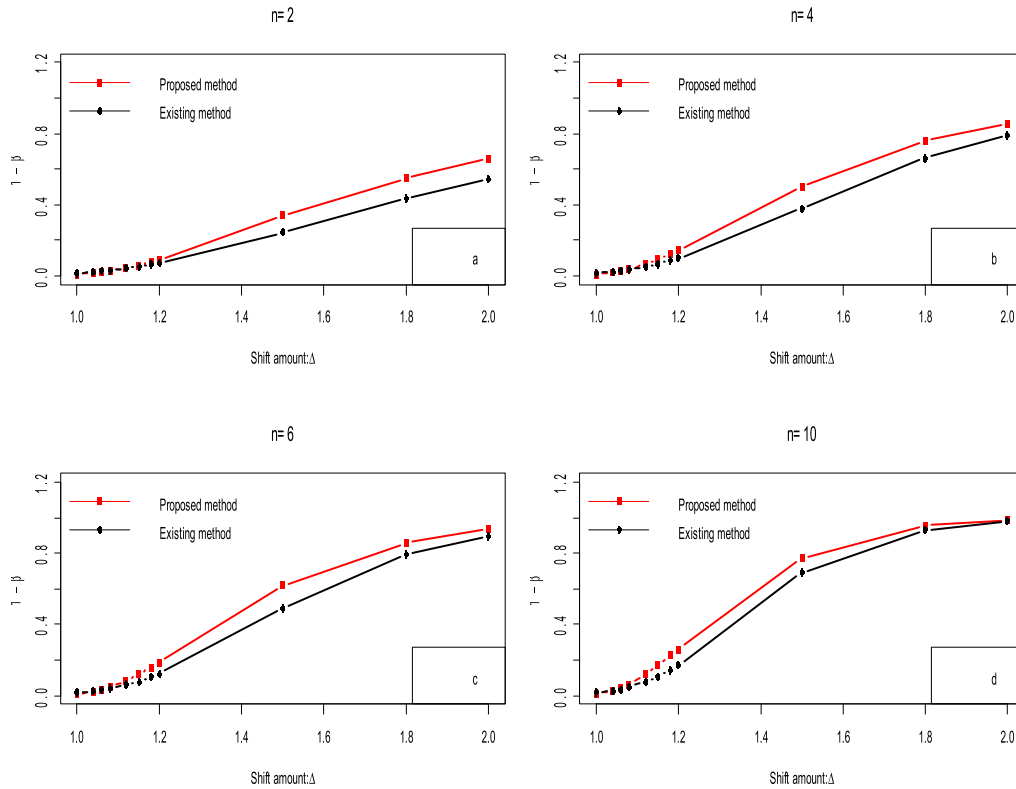 n= 2
1.2
0.8
0.4
0.0
1 − β
Proposed method
Existing method
a
1.0 1.2 1.4 1.6 1.8 2.0
Shift amount:Δ
n= 4
1.2
0.8
0.4
0.0
1 − β
Proposed method
Existing method
b
1.0 1.2 1.4 1.6 1.8 2.0
Shift amount:Δ
n= 6
1.2
0.8
0.4
0.0
1 − β
Proposed method
Existing method
c
1.0 1.2 1.4 1.6 1.8 2.0
Shift amount:Δ
n= 10
1.2
0.8
0.4
0.0
1 − β
Proposed method
Existing method
d
1.0 1.2 1.4 1.6 1.8 2.0
Shift amount:Δ